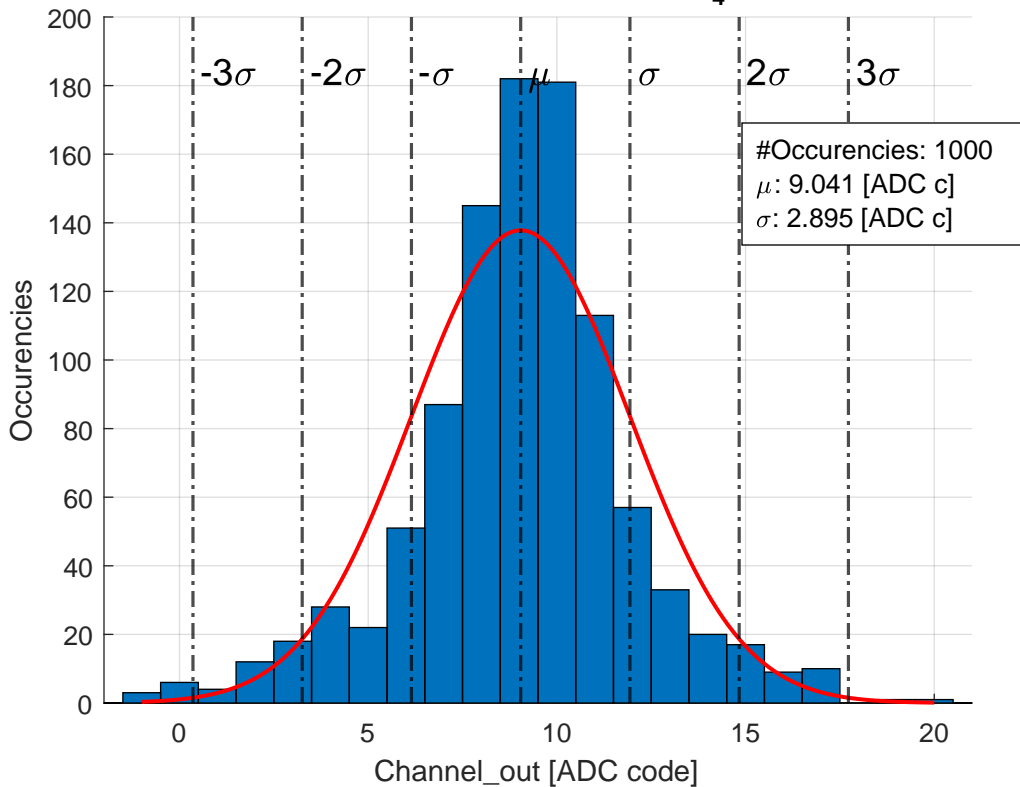 4
200
180
160
140
120
100
80
60
40
20
0
Occurencies
-3σ
-2σ
-σ
μ
σ
2σ
3σ
#Occurencies: 1000
μ: 9.041 [ADC c]
σ: 2.895 [ADC c]
0
5
10
15
20
Channel_out [ADC code]